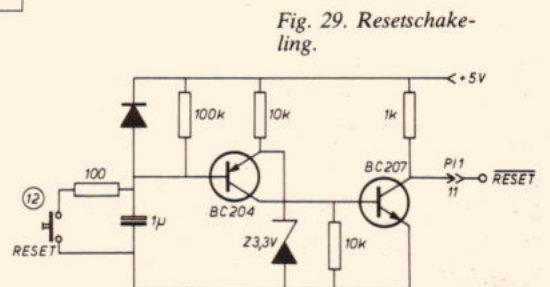 Fig. 29. Resetschake-
ling.
+5V
100k
10k
1k
BC207
PI1
11
RESET
100
12
BC204
1μ
Z3,3V
10k
RESET